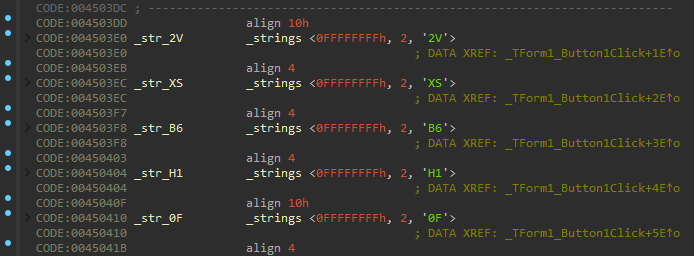 CODE:004503DC ; ---------------------------------------------------------------------------
CODE:004503DD align 10h
CODE:004503E0 _str_2V _strings <0FFFFFFFFh, 2, '2V'>
CODE:004503E0 ; DATA XREF: _TForm1_Button1Click+1E↑o
CODE:004503EB align 4
CODE:004503EC _str_XS _strings <0FFFFFFFFh, 2, 'XS'>
CODE:004503EC ; DATA XREF: _TForm1_Button1Click+2E↑o
CODE:004503F7 align 4
CODE:004503F8 _str_B6 _strings <0FFFFFFFFh, 2, 'B6'>
CODE:004503F8 ; DATA XREF: _TForm1_Button1Click+3E↑o
CODE:00450403 align 4
CODE:00450404 _str_H1 _strings <0FFFFFFFFh, 2, 'H1'>
CODE:00450404 ; DATA XREF: _TForm1_Button1Click+4E↑o
CODE:0045040F align 10h
CODE:00450410 _str_0F _strings <0FFFFFFFFh, 2, '0F'>
CODE:00450410 ; DATA XREF: _TForm1_Button1Click+5E↑o
CODE:0045041B align 4